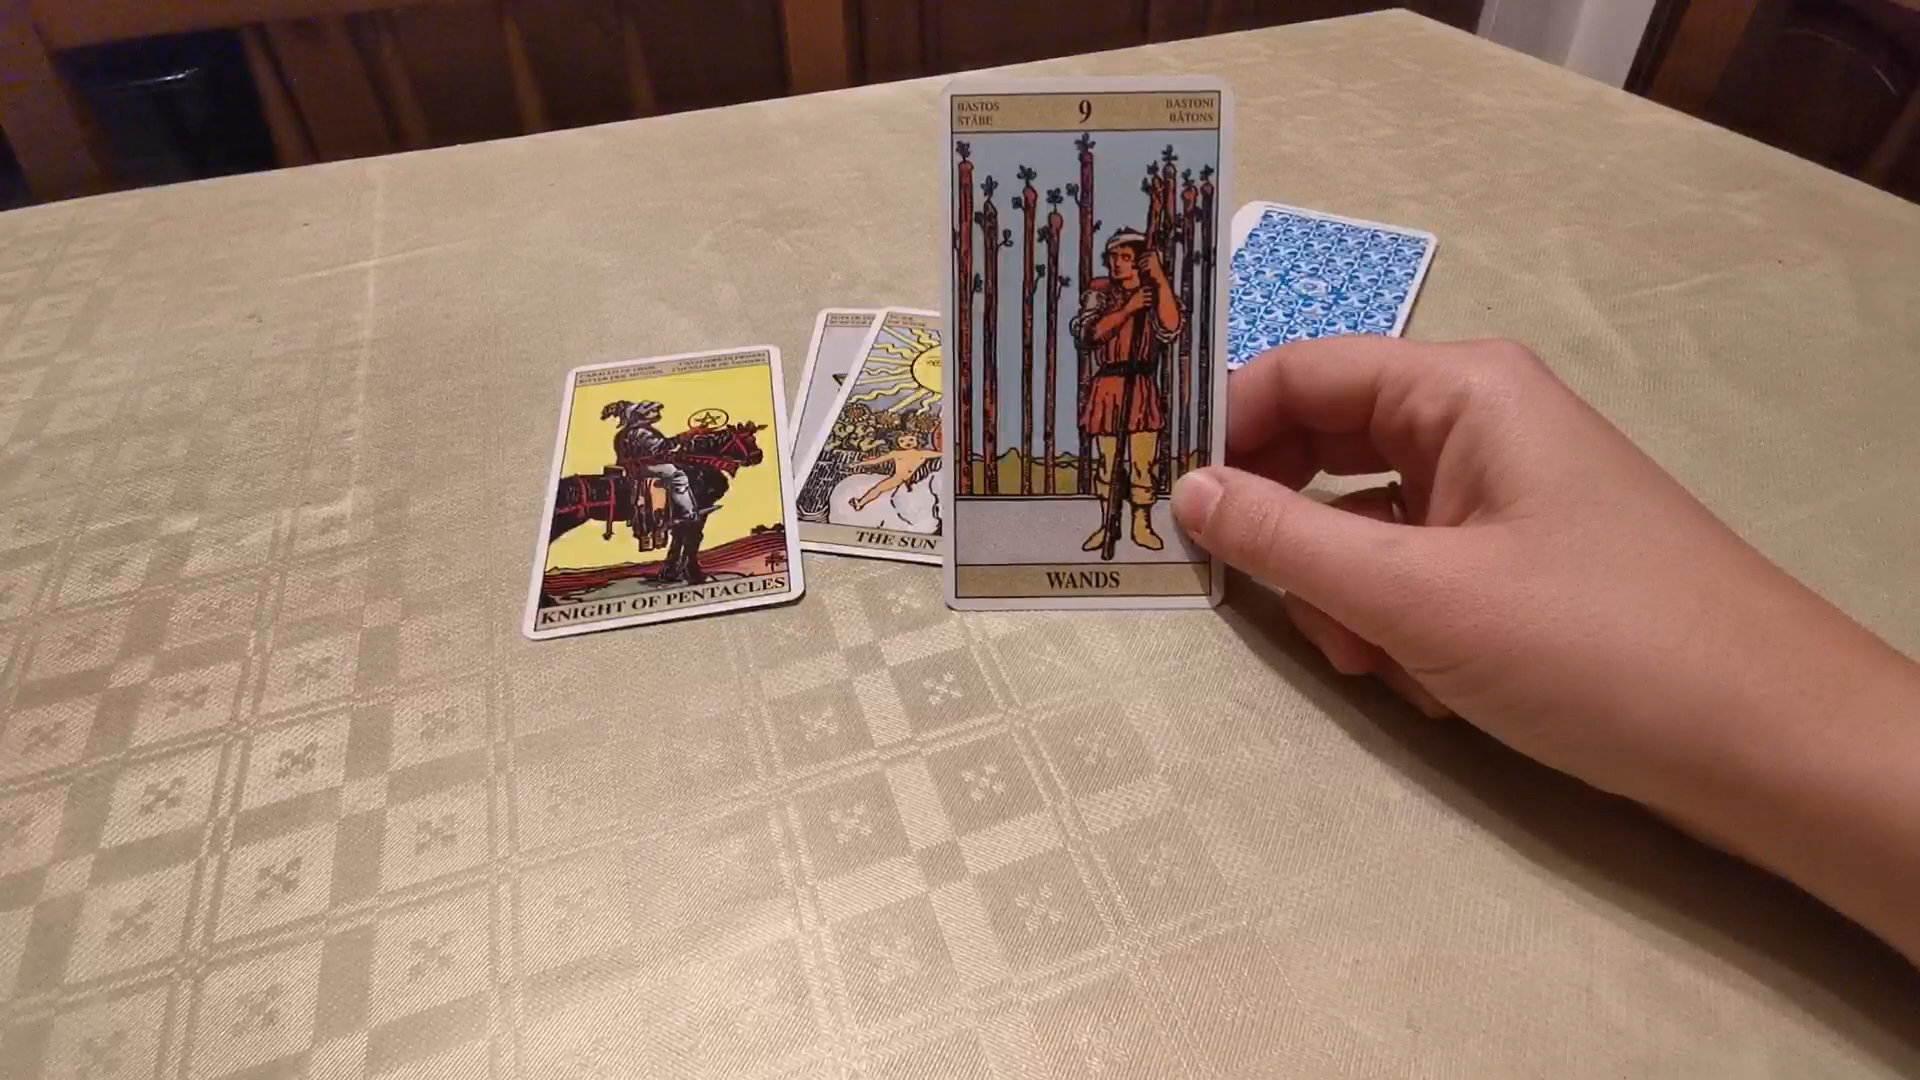 BASTOS
STÄBE
9
BASTONI
BÂTONS
WANDS
THE SUN
KNIGHT OF PENTACLES